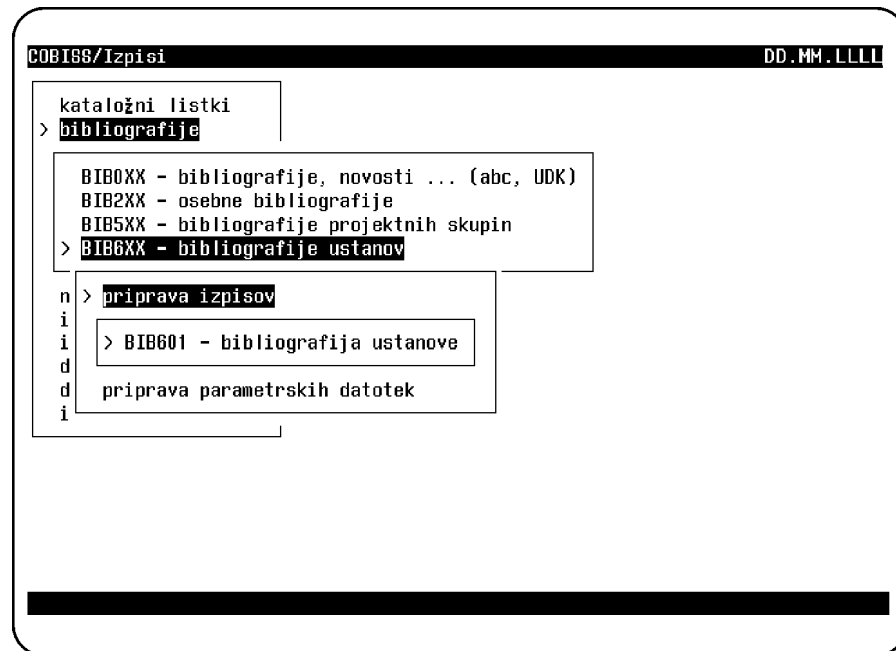 COBISS/Izpisi DD.MM.LLLL
kataložni listki
> bibliografije
BIB0XX - bibliografije, novosti ... (abc, UDK)
BIB2XX - osebne bibliografije
BIB5XX - bibliografije projektnih skupin
> BIB6XX - bibliografije ustanov
n > priprava izpisov
i
i > BIB601 - bibliografija ustanove
d
d priprava parametrskih datotek
i